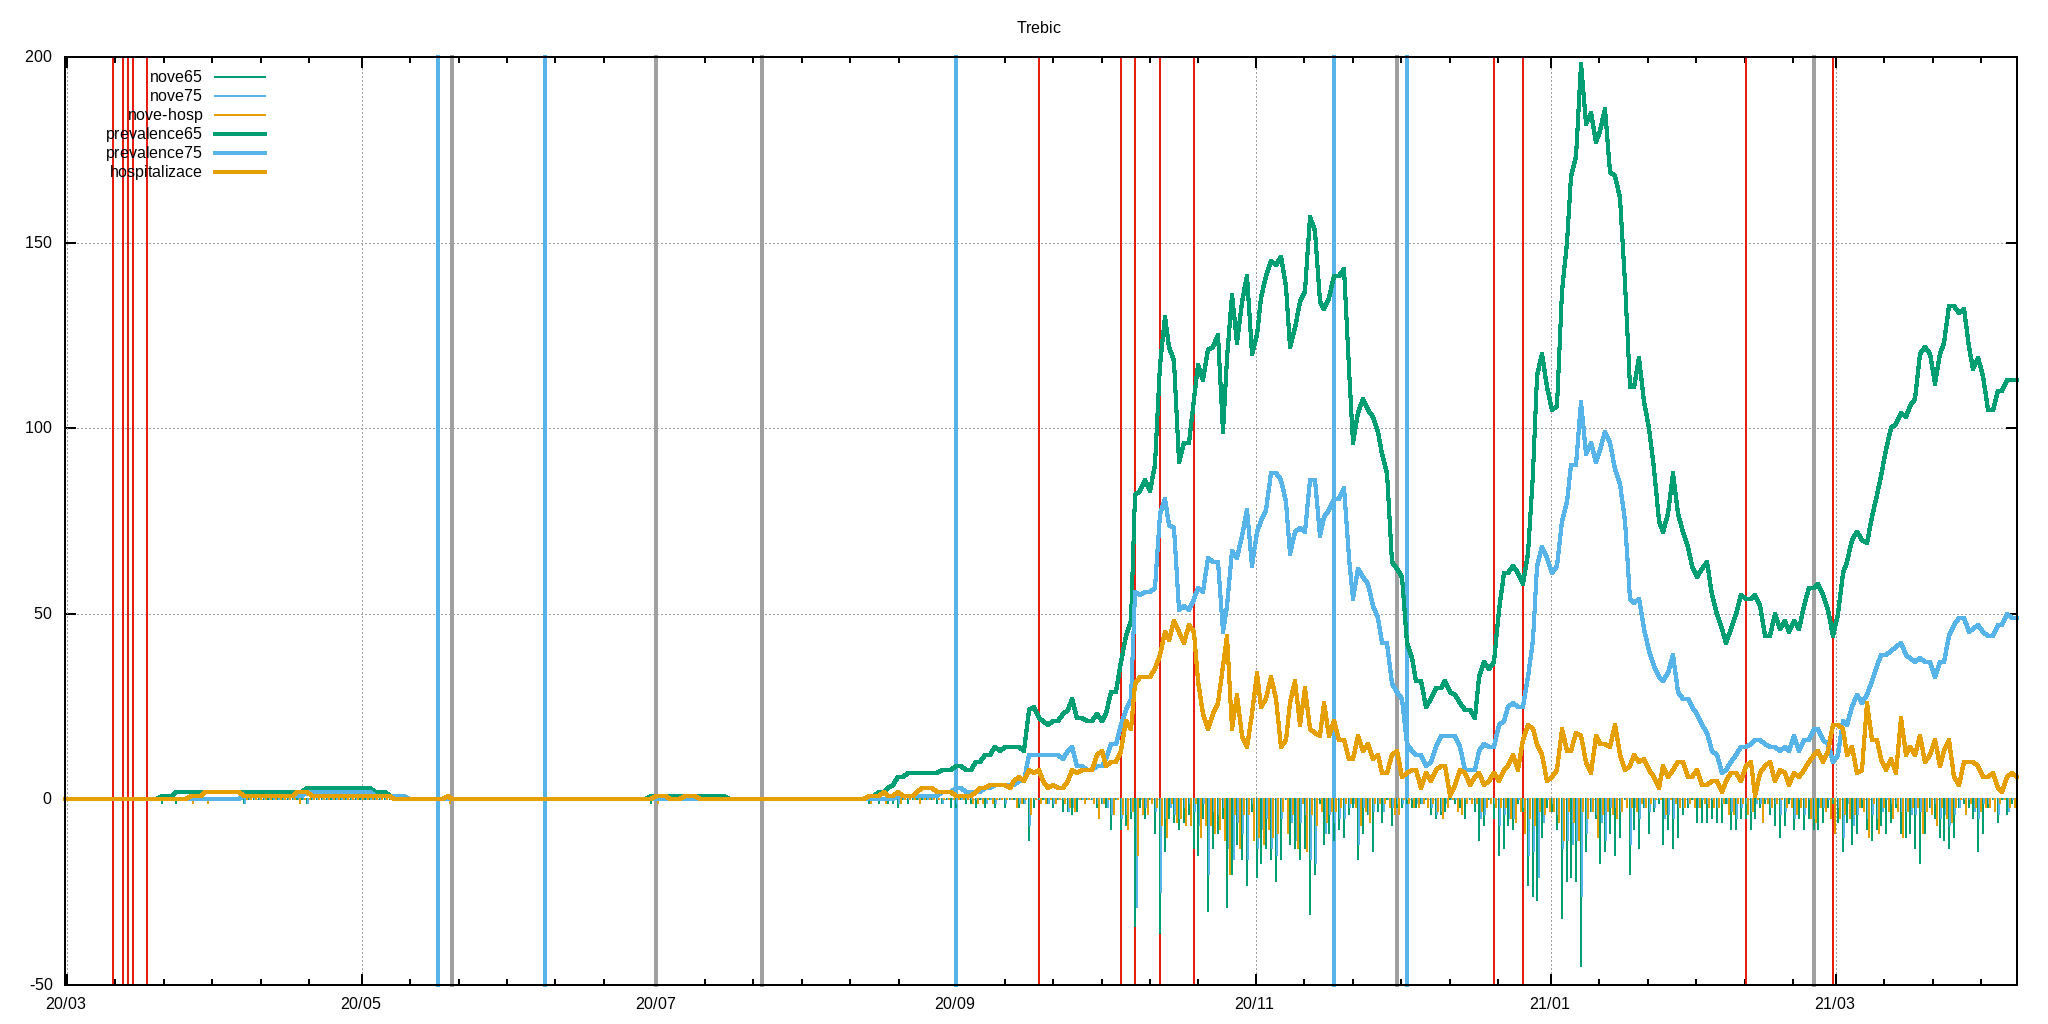 Trebic
200
150
100
50
0
-50
nove65
nove75
nove-hosp
prevalence65
prevalence75
hospitalizace
20/03 20/05 20/07 20/09 20/11 21/01 21/03